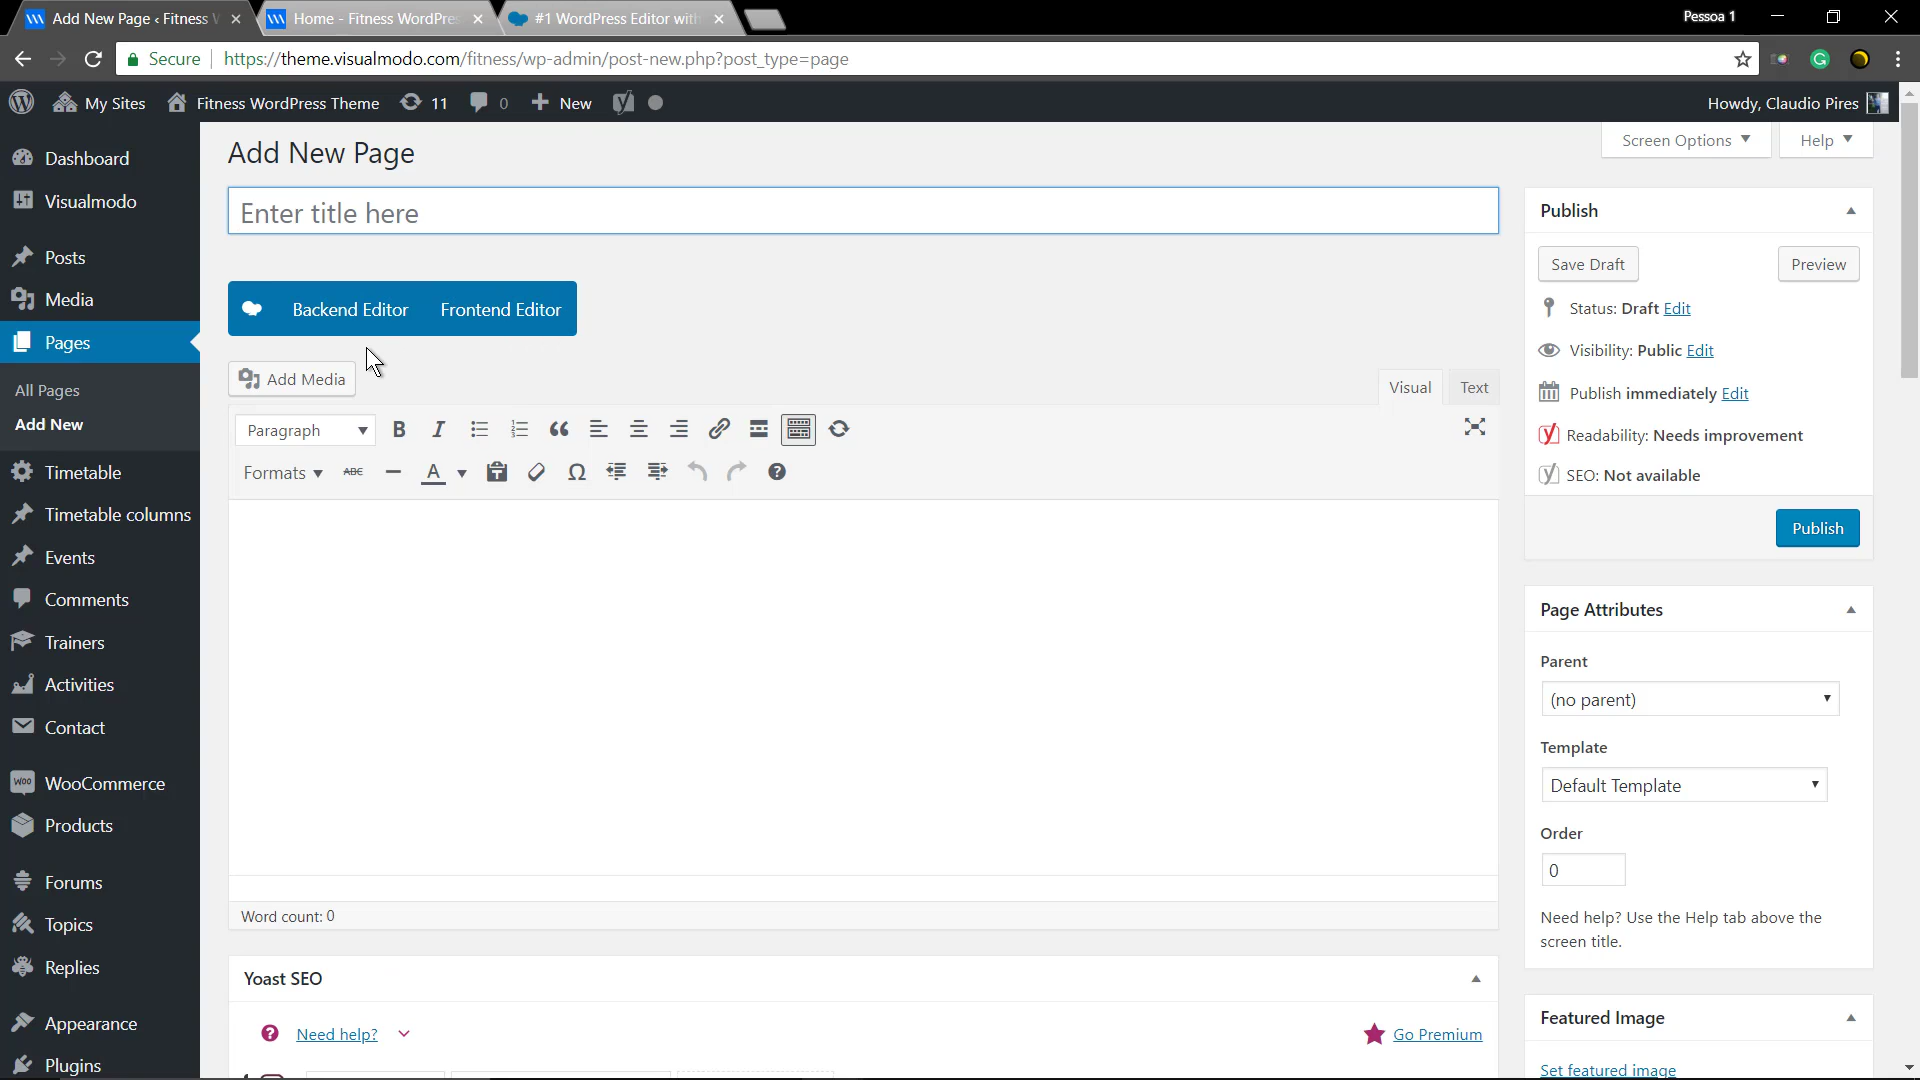 Add New Page ‹ Fitness W
Home - Fitness WordPres
#1 WordPress Editor with
Pessoa 1
Secure
https://theme.visualmodo.com/fitness/wp-admin/post-new.php?post_type=page
My Sites
Fitness WordPress Theme
11
0
New
Howdy, Claudio Pires
Dashboard
Visualmodo
Posts
Media
Pages
All Pages
Add New
Timetable
Timetable columns
Events
Comments
Trainers
Activities
Contact
WooCommerce
Products
Forums
Topics
Replies
Appearance
Plugins
Add New Page
Screen Options
Help
Enter title here
Backend Editor
Frontend Editor
Add Media
Visual
Text
Paragraph
B
I
Formats
ABC
A
Ω
Word count: 0
Yoast SEO
Need help?
Go Premium
Publish
Save Draft
Preview
Status: Draft Edit
Visibility: Public Edit
Publish immediately Edit
Readability: Needs improvement
SEO: Not available
Publish
Page Attributes
Parent
(no parent)
Template
Default Template
Order
0
Need help? Use the Help tab above the
screen title.
Featured Image
Set featured image